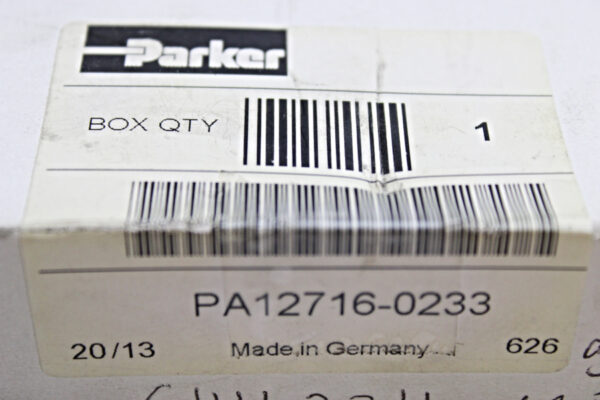 Parker
BOX QTY 1
PA12716-0233
20/13 Made in Germany 626